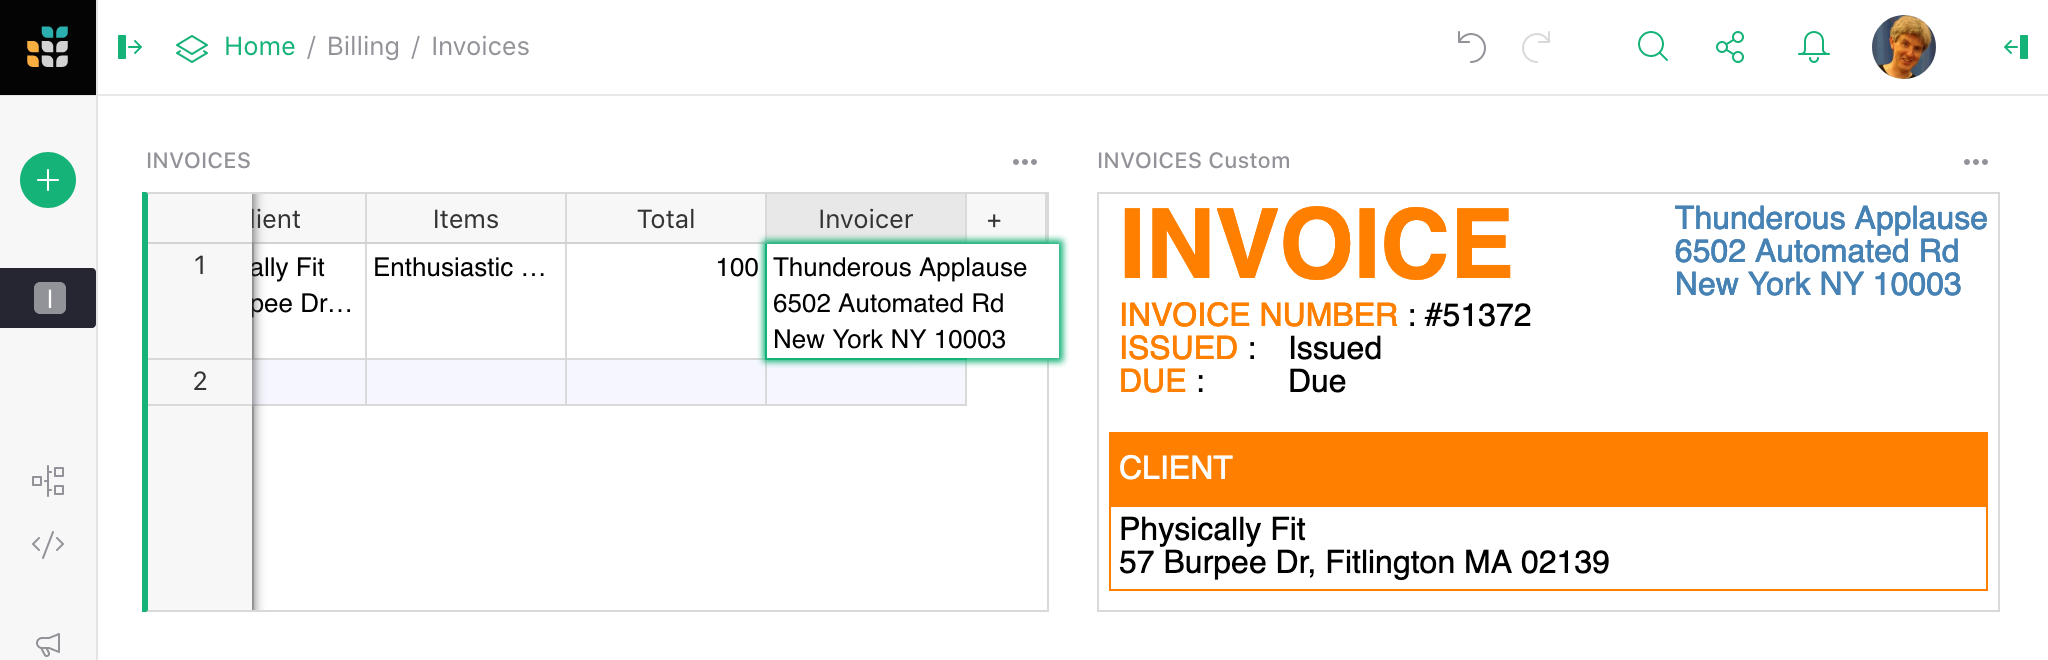 Home / Billing / Invoices
INVOICES
lient Items Total Invoicer +
1 ally Fit Enthusiastic ... 100 Thunderous Applause
pee Dr... 6502 Automated Rd
New York NY 10003
2
I
INVOICES Custom
INVOICE
Thunderous Applause
6502 Automated Rd
New York NY 10003
INVOICE NUMBER : #51372
ISSUED : Issued
DUE : Due
CLIENT
Physically Fit
57 Burpee Dr, Fitlington MA 02139